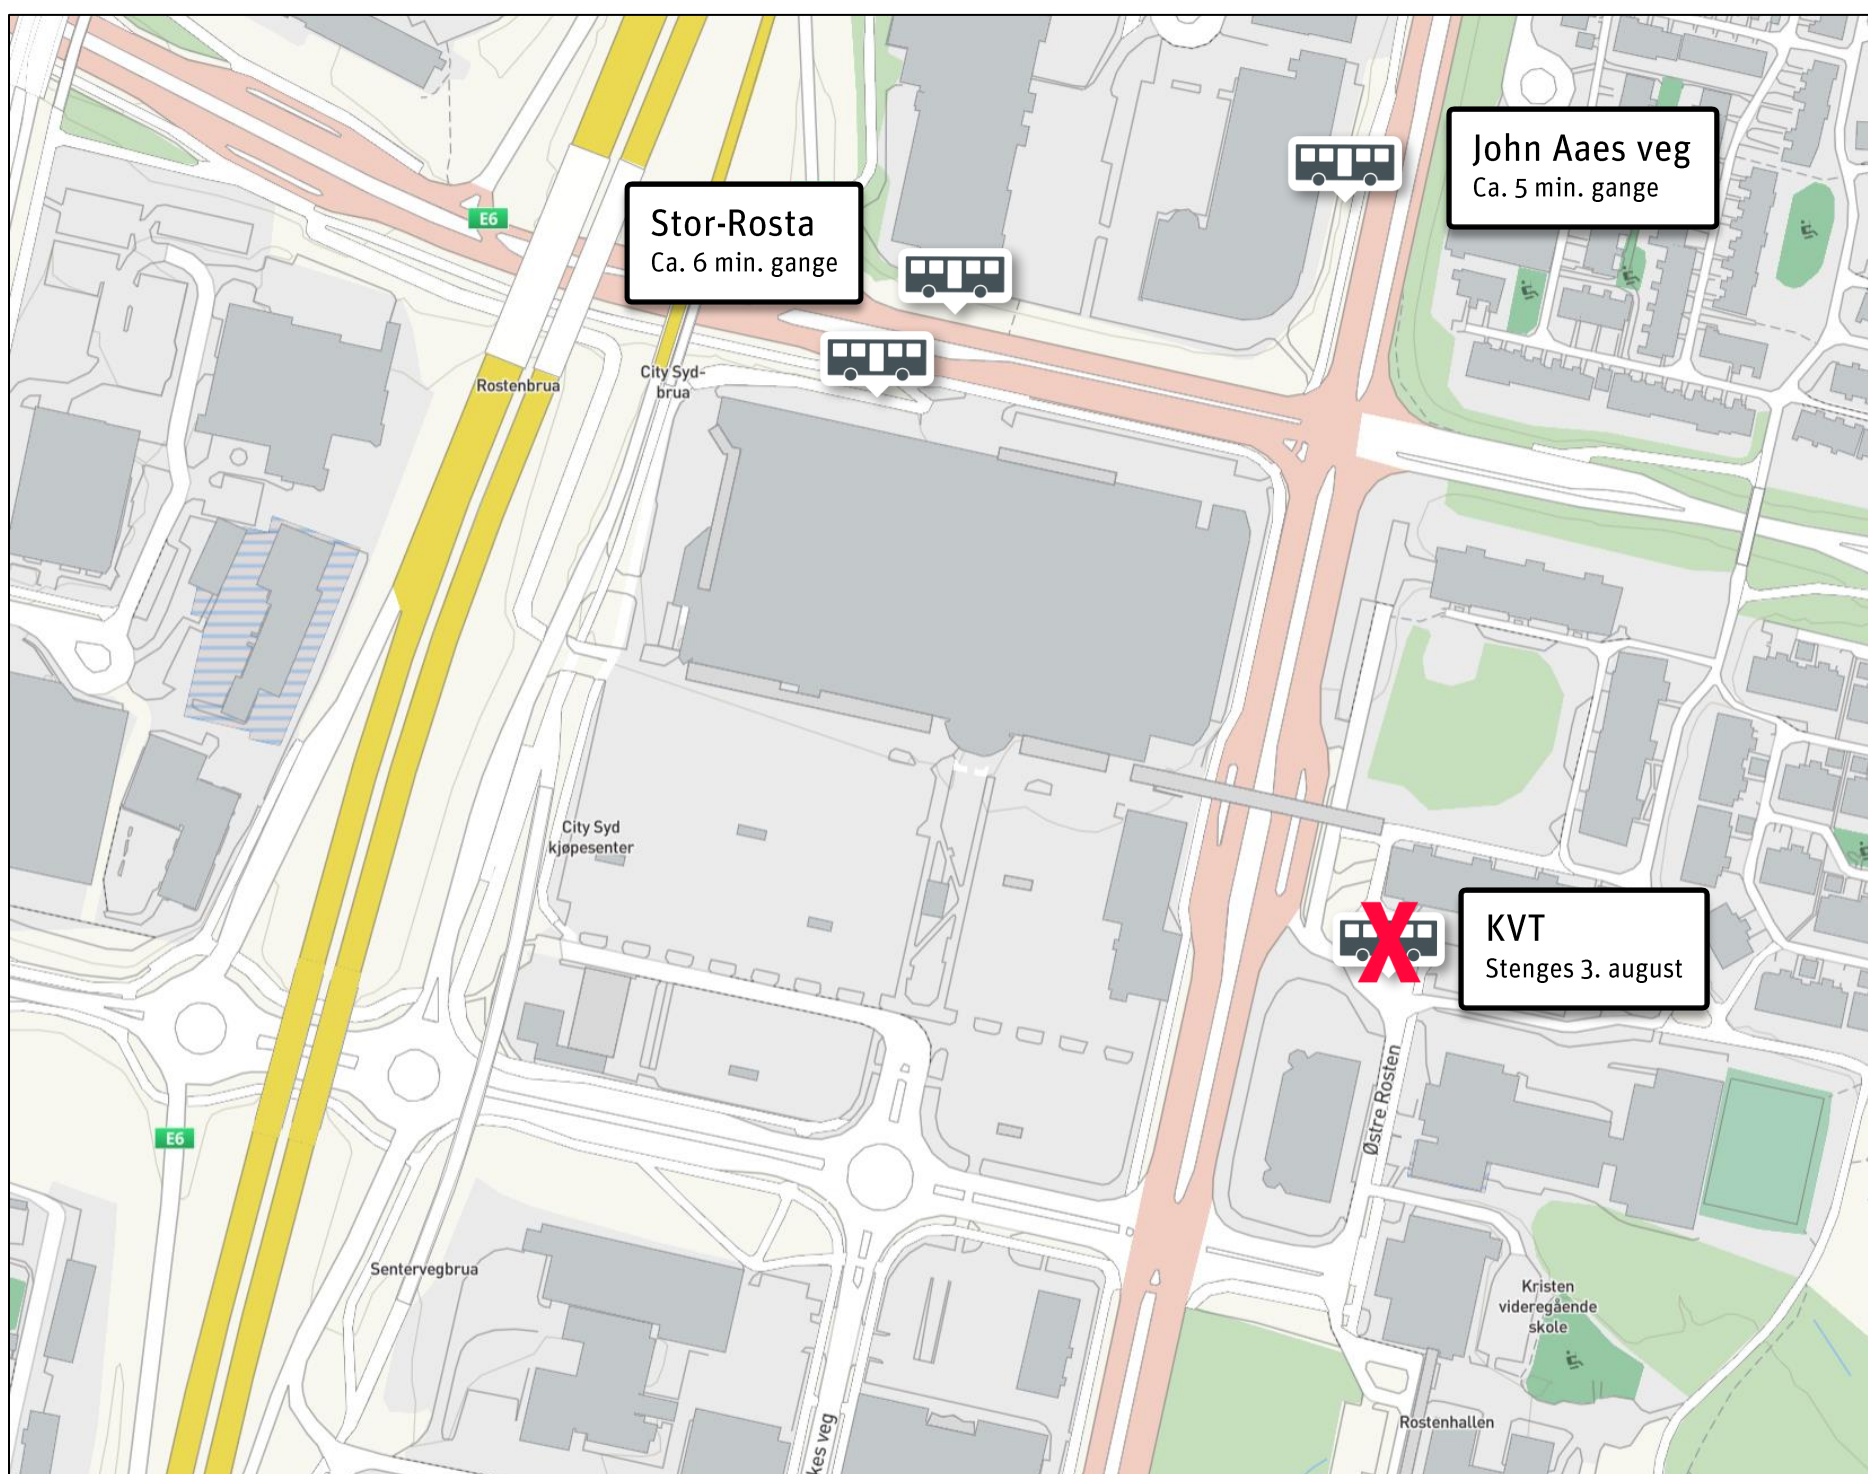 John Aaes veg
Ca. 5 min. gange
E6
Stor-Rosta
Ca. 6 min. gange
Rostenbrua
City Syd-
brua
City Syd
kjøpesenter
KVT
Stenges 3. august
Østre Rosten
E6
Sentervegbrua
Kristen
videregående
skole
Rostenhallen
kes veg